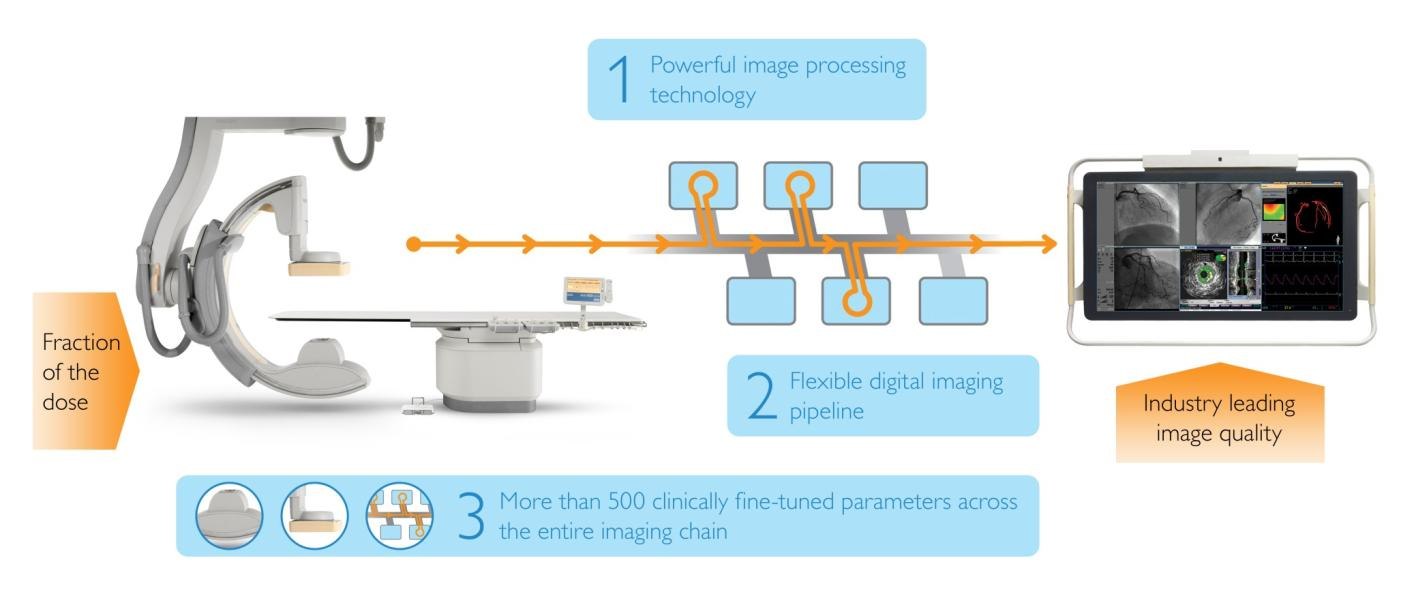 1
Powerful image processing
technology
Fraction
of the
dose
2
Flexible digital imaging
pipeline
Industry leading
image quality
3
More than 500 clinically fine-tuned parameters across
the entire imaging chain